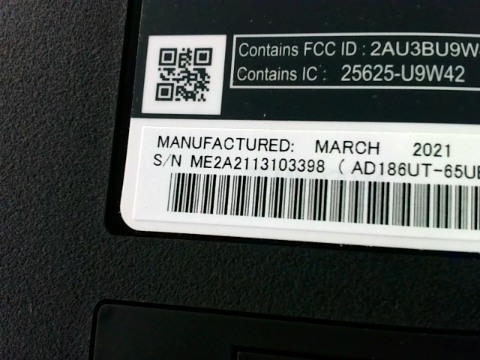 Contains FCC ID : 2AU3BU9W
Contains IC : 25625-U9W42
MANUFACTURED: MARCH 2021
S/N ME2A2113103398 ( AD186UT-65UE